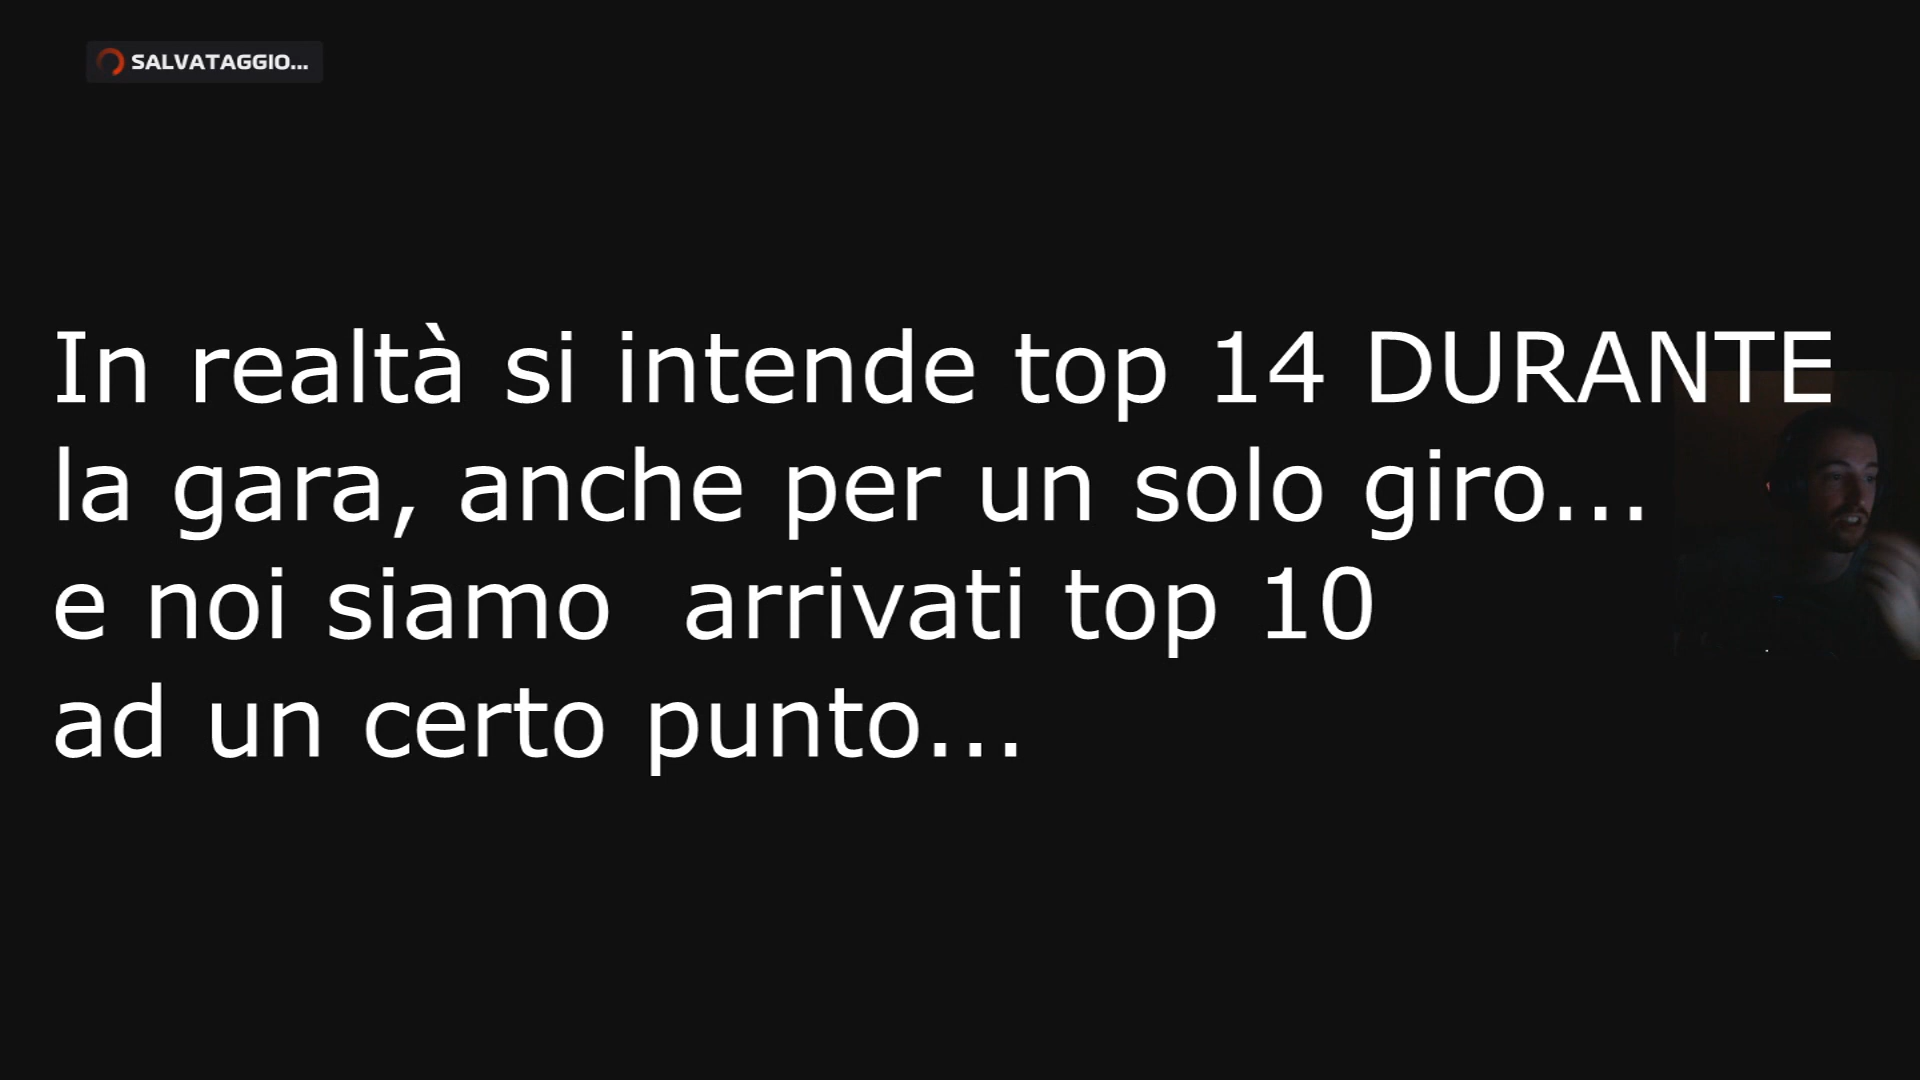 SALVATAGGIO...
In realtà si intende top 14 DURANTE
la gara, anche per un solo giro...
e noi siamo  arrivati top 10
ad un certo punto...